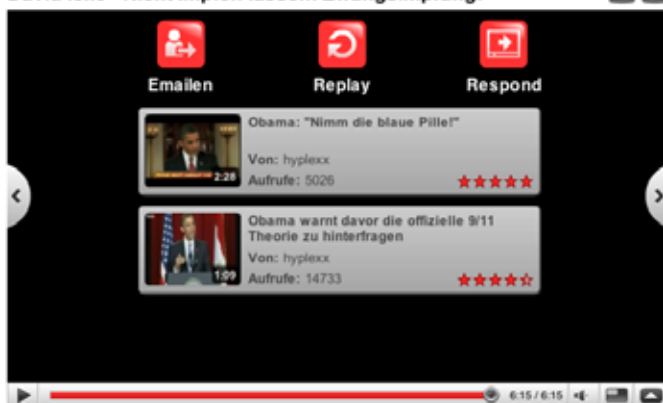 Emailen Replay Respond
Obama: "Nimm die blaue Pille!"
Von: hyplexx
2:28
Aufrufe: 5026
Obama warnt davor die offizielle 9/11
Theorie zu hinterfragen
Von: hyplexx
1:09
Aufrufe: 14733
6:15 / 6:15